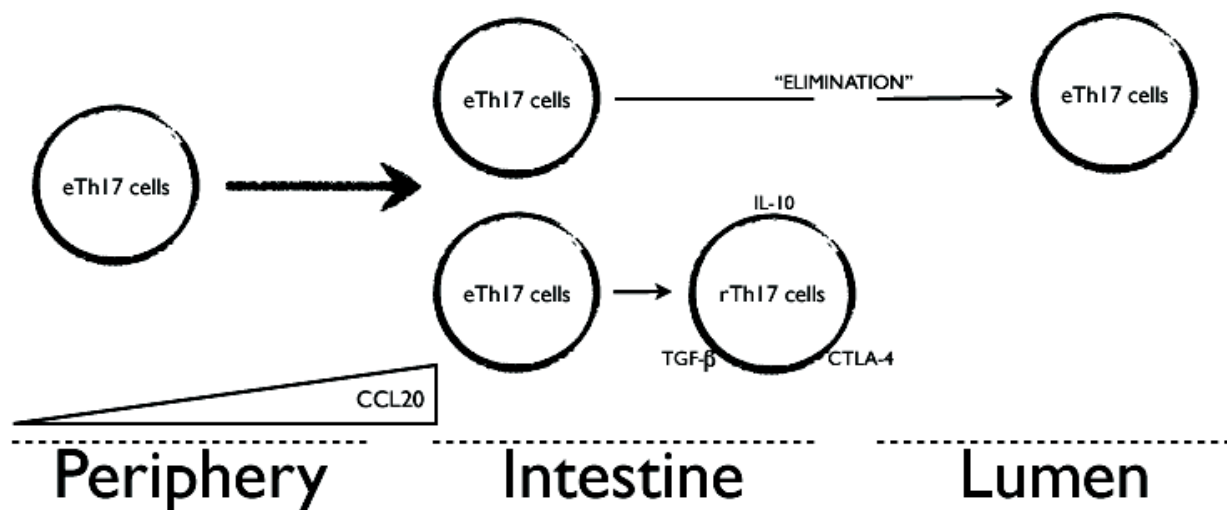 eTh17 cells
"ELIMINATION"
eTh17 cells
eTh17 cells
IL-10
eTh17 cells
rTh17 cells
TGF-β
CTLA-4
CCL20
Periphery
Intestine
Lumen